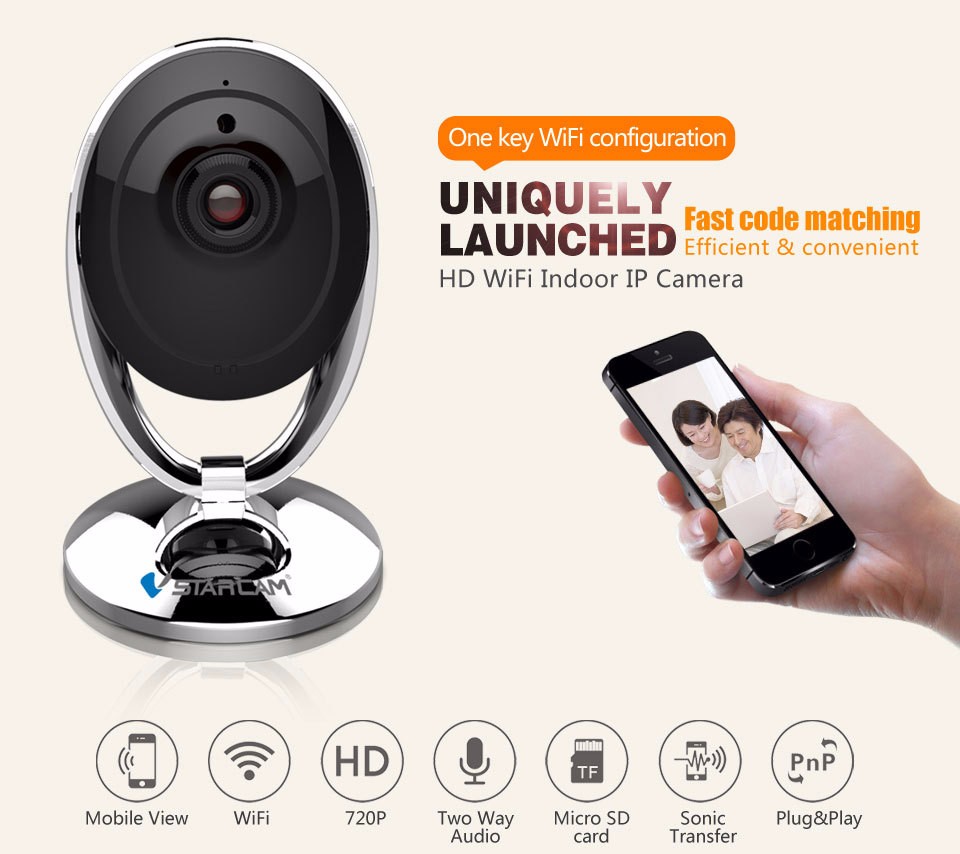 One key WiFi configuration
UNIQUELY
LAUNCHED
Fast code matching
Efficient & convenient
HD WiFi Indoor IP Camera
VSTARCAM®
HD
TF
PnP
Mobile View
WiFi
720P
Two Way
Audio
Micro SD
card
Sonic
Transfer
Plug&Play